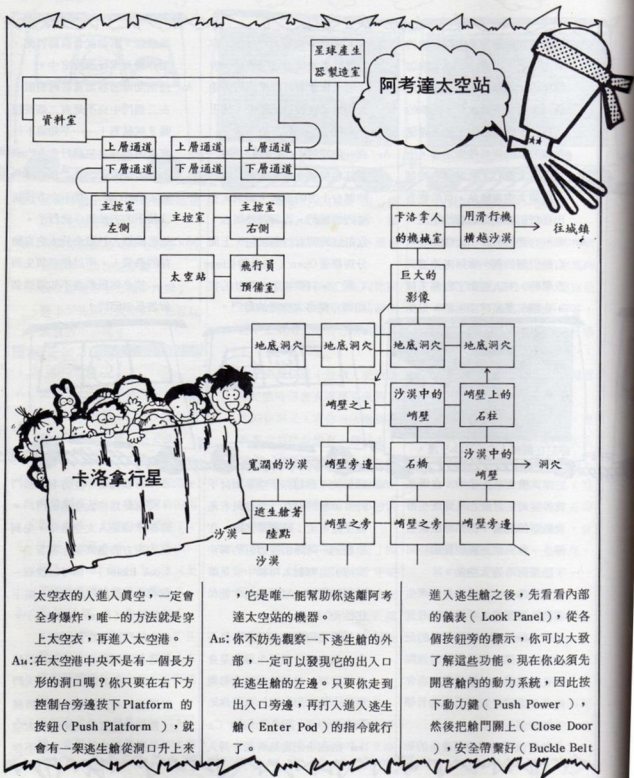 星球產生
器製造室
阿考達太空站
資料室
上層通道 上層通道 上層通道
下層通道 下層通道 下層通道
主控室
左側
主控室
主控室
右側
太空站
飛行員
預備室
卡洛拿人
的機械室
用滑行機
橫越沙漠
往城鎮
巨大的
影像
地底洞穴 地底洞穴 地底洞穴 地底洞穴
峭壁之上
沙漠中的
峭壁
峭壁上的
石柱
卡洛拿行星
寬濶的沙漠 峭壁旁邊 石橋
沙漠中的
峭壁
洞穴
沙漠
逃生艙著
陸點
峭壁之旁 峭壁之旁 峭壁旁邊
沙漠
太空衣的人進入眞空,一定會
全身爆炸,唯一的方法就是穿
上太空衣,再進入太空港。
A14:在太空港中央不是有一個長方
形的洞口嗎?你只要在右下方
控制台旁邊按下Platform 的
按鈕(Push Platform),就
會有一架逃生艙從洞口升上來
,它是唯一能幫助你逃離阿考
達太空站的機器。
A15:你不妨先觀察一下逃生艙的外
部,一定可以發現它的出入口
在逃生艙的左邊。只要你走到
出入口旁邊,再打入進入逃生
艙(Enter Pod)的指令就行
了。
進入逃生艙之後,先看看內部
的儀表(Look Panel),從各
個按鈕旁的標示,你可以大致
了解這些功能。現在你必須先
開啓艙內的動力系統,因此按
下動力鍵(Push Power),
然後把艙門關上(Close Door
),安全帶繫好(Buckle Belt